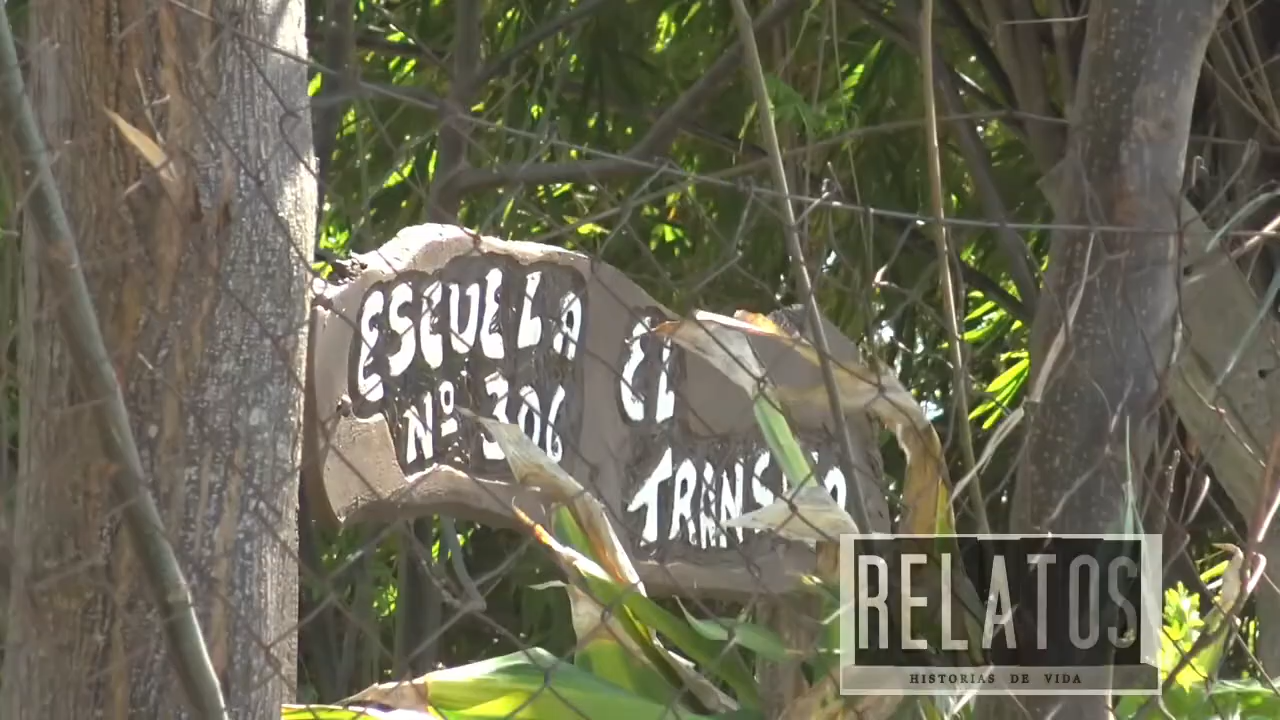 ESCUELA
Nº 306
EL
RELATOS
HISTORIAS DE VIDA